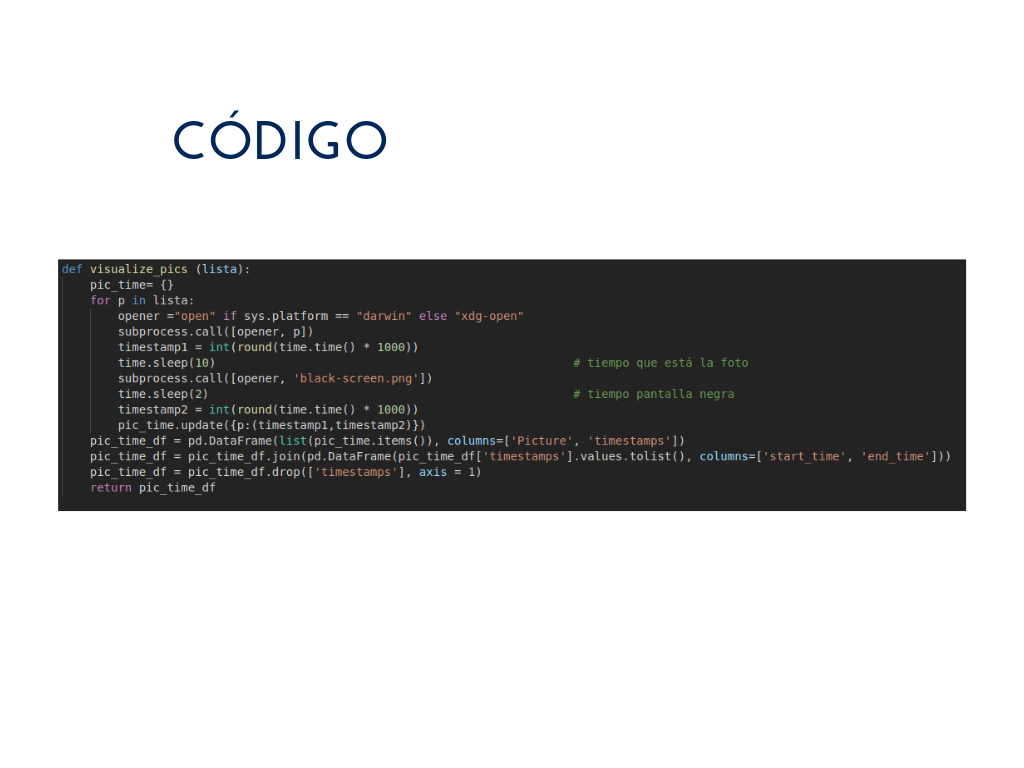 CÓDIGO
def visualize_pics (lista):
    pic_time= {}
    for p in lista:
        opener ="open" if sys.platform == "darwin" else "xdg-open"
        subprocess.call([opener, p])
        timestamp1 = int(round(time.time() * 1000))
        time.sleep(10)                                                   # tiempo que está la foto
        subprocess.call([opener, 'black-screen.png'])
        time.sleep(2)                                                    # tiempo pantalla negra
        timestamp2 = int(round(time.time() * 1000))
        pic_time.update({p:(timestamp1,timestamp2)})
    pic_time_df = pd.DataFrame(list(pic_time.items()), columns=['Picture', 'timestamps'])
    pic_time_df = pic_time_df.join(pd.DataFrame(pic_time_df['timestamps'].values.tolist(), columns=['start_time', 'end_time']))
    pic_time_df = pic_time_df.drop(['timestamps'], axis = 1)
    return pic_time_df